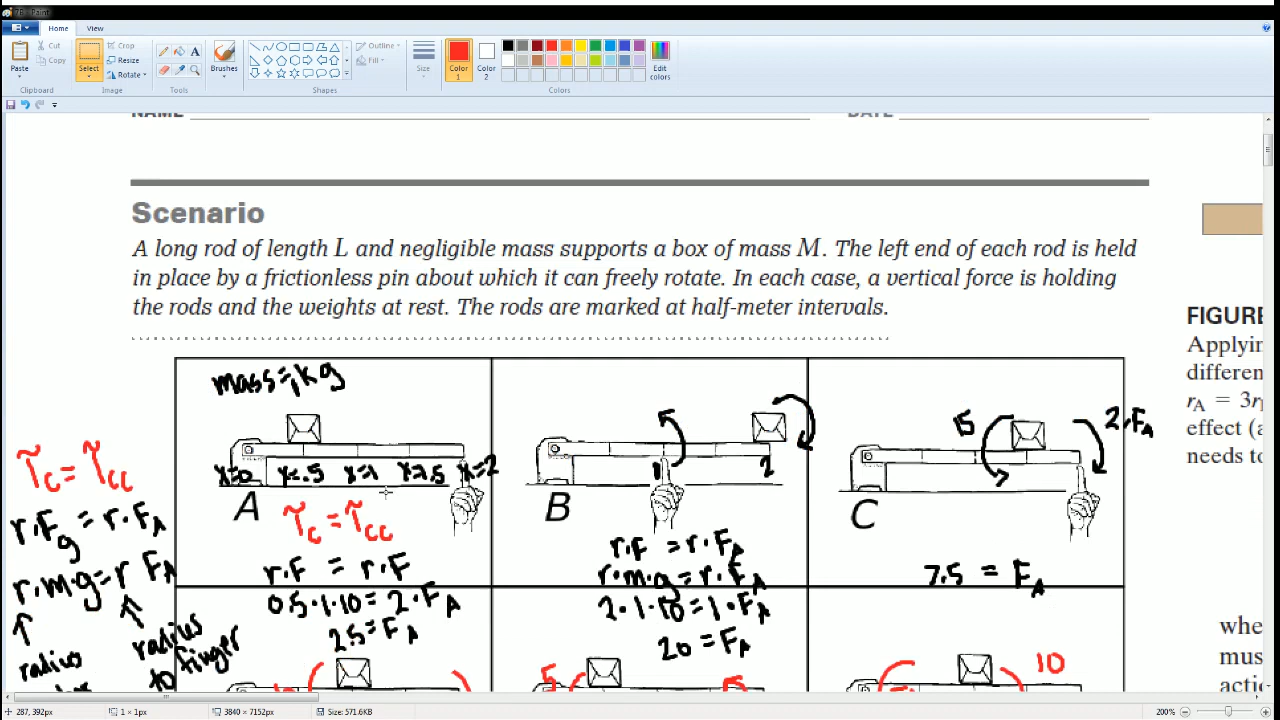 Home
View
Paste
Cut
Copy
Clipboard
Select
Crop
Resize
Rotate
Image
A
Tools
Brushes
Outline
Fill
Shapes
Size
Color 1
Color 2
Edit colors
Colors
NAME
DATE
Scenario
A long rod of length L and negligible mass supports a box of mass M. The left end of each rod is held
in place by a frictionless pin about which it can freely rotate. In each case, a vertical force is holding
the rods and the weights at rest. The rods are marked at half-meter intervals.
FIGURE
Applying
differen
rA = 3r
effect (a
needs to
mass=1kg
x=0 x=.5 x=1 x=1.5 x=2
A
τC = τCC
r·F = r·F
0.5·1·10 = 2·FA
2.5=FA
1
2
B
r·F = r·FA
r·m·g=r·FA
2·1·10=1·FA
20 = FA
15
2·FA
C
7.5 = FA
τC = τCC
r·Fg = r·FA
r·m·g=r FA
radius
radius
to finger
5
10
whe
mus
actio
287, 392px
1 × 1px
3840 × 7152px
Size: 571.6KB
200%